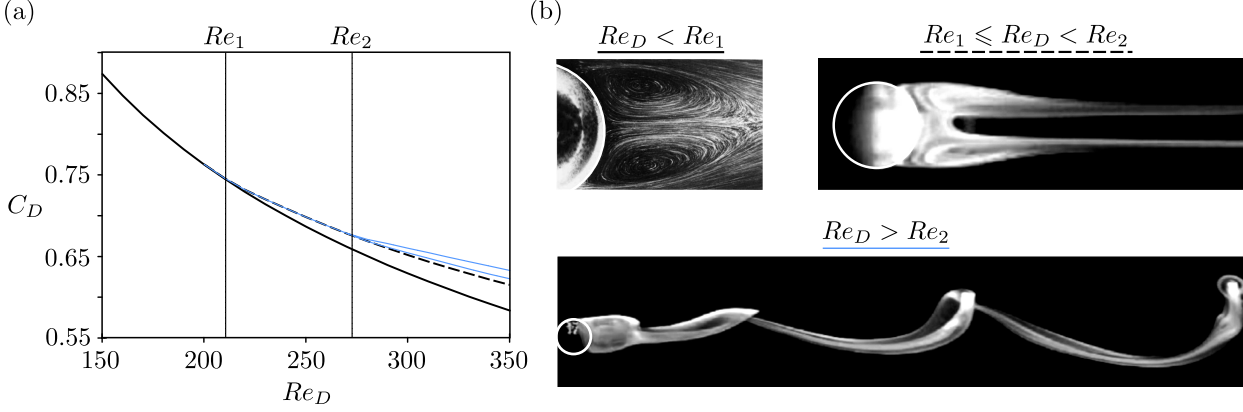 (a)
Re₁ Re₂
0.85
0.75
C_D
0.65
0.55
150 200 250 300 350
Re_D
(b)
Re_D < Re₁
Re₁ ⩽ Re_D < Re₂
Re_D > Re₂